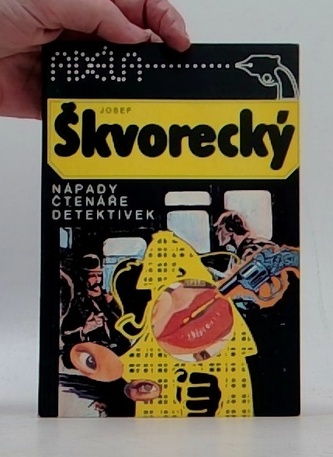 JOSEF
Škvorecký
NÁPADY
ČTENÁŘE
DETEKTIVEK